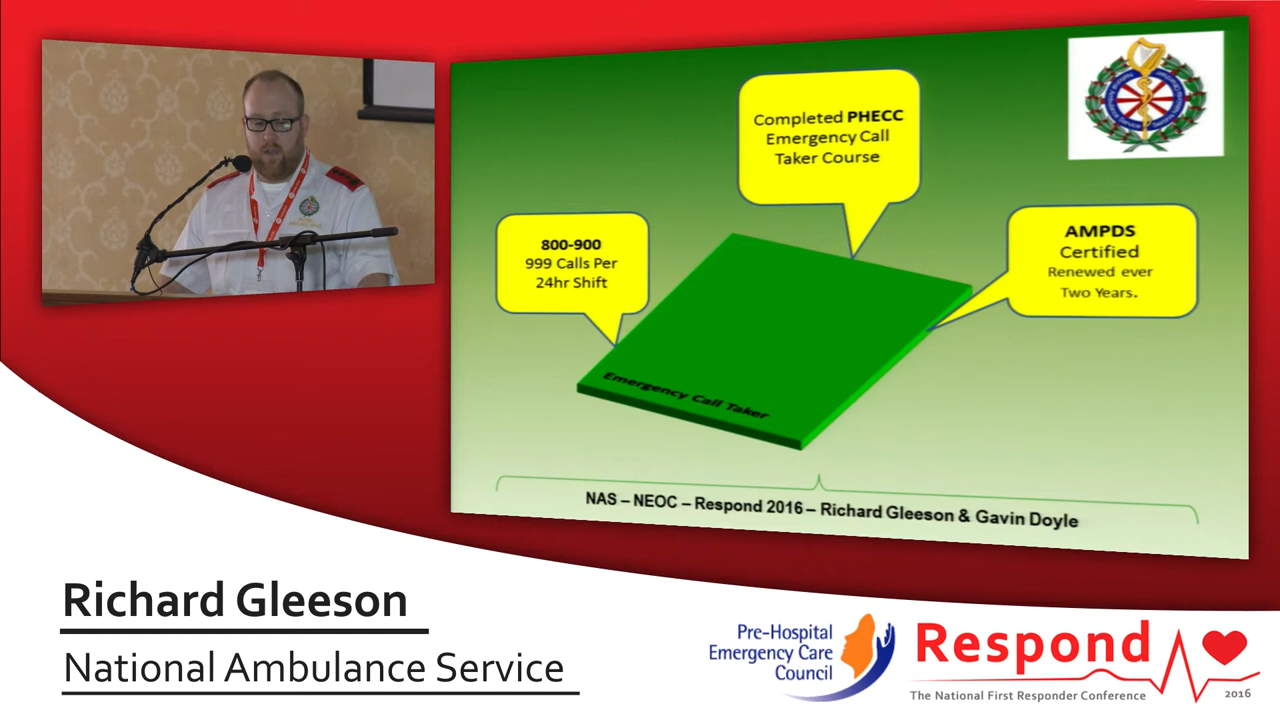 Completed PHECC
Emergency Call
Taker Course
800-900
999 Calls Per
24hr Shift
AMPDS
Certified
Renewed ever
Two Years.
Emergency Call Taker
NAS – NEOC – Respond 2016 – Richard Gleeson & Gavin Doyle
Richard Gleeson
National Ambulance Service
Pre-Hospital
Emergency Care
Council
Respond
The National First Responder Conference
2016